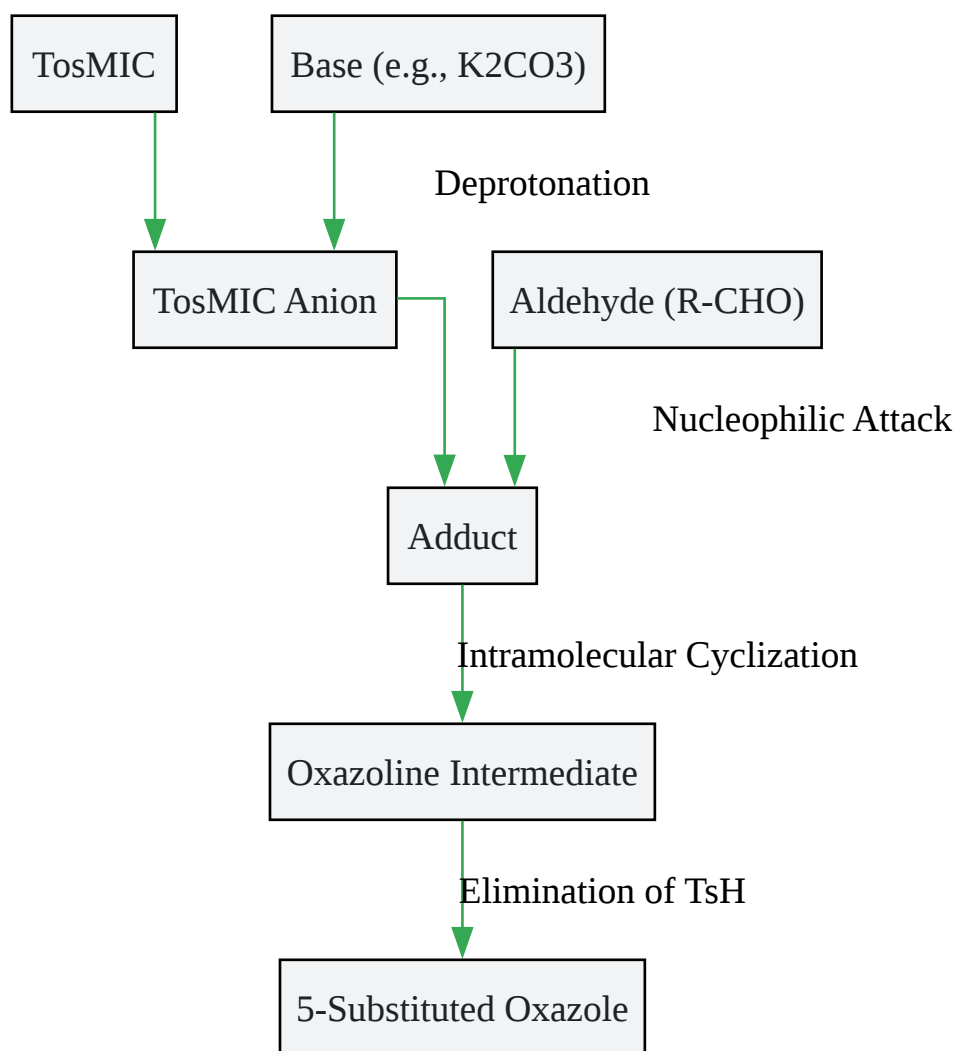 TosMIC
Base (e.g., K2CO3)
Deprotonation
TosMIC Anion
Aldehyde (R-CHO)
Nucleophilic Attack
Adduct
Intramolecular Cyclization
Oxazoline Intermediate
Elimination of TsH
5-Substituted Oxazole